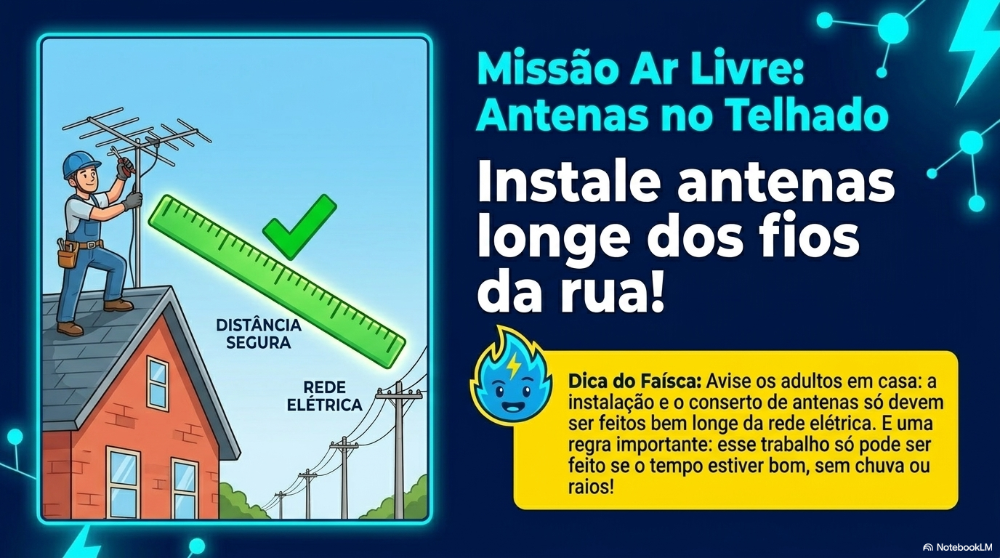 Missão Ar Livre:
Antenas no Telhado
Instale antenas
longe dos fios
da rua!
DISTÂNCIA
SEGURA
REDE
ELÉTRICA
Dica do Faísca: Avise os adultos em casa: a
instalação e o conserto de antenas só devem
ser feitos bem longe da rede elétrica. E uma
regra importante: esse trabalho só pode ser
feito se o tempo estiver bom, sem chuva ou
raios!
NotebookLM